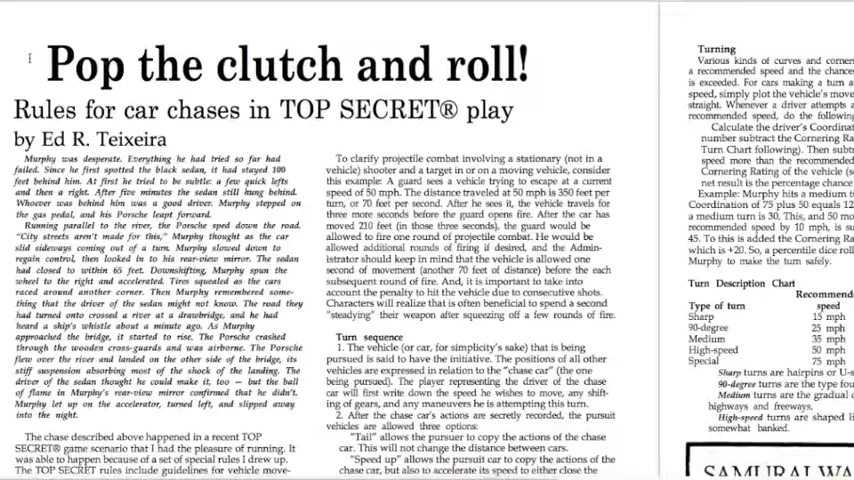 Pop the clutch and roll!
Rules for car chases in TOP SECRET® play
by Ed R. Teixeira
Murphy was desperate. Everything he had tried so far had
failed. Since he first spotted the black sedan, it had stayed 100
feet behind him. At first he tried to be subtle: a few quick lefts
and then a right. After five minutes the sedan still hung behind.
Whoever was behind him was a good driver. Murphy stepped on
the gas pedal, and his Porsche leapt forward.
Running parallel to the river, the Porsche sped down the road.
"City streets aren't made for this," Murphy thought as the car
slid sideways coming out of a turn. Murphy slowed down to
regain control, then looked in to his rear-view mirror. The sedan
had closed to within 65 feet. Downshifting, Murphy spun the
wheel to the right and accelerated. Tires squealed as the cars
raced around another corner. Then Murphy remembered some-
thing that the driver of the sedan might not know. The road they
had turned onto crossed a river at a drawbridge, and he had
heard a ship's whistle about a minute ago. As Murphy
approached the bridge, it started to rise. The Porsche crashed
through the wooden cross-guards and was airborne. The Porsche
flew over the river and landed on the other side of the bridge, its
stiff suspension absorbing most of the shock of the landing. The
driver of the sedan thought he could make it, too — but the ball
of flame in Murphy's rear-view mirror confirmed that he didn't.
Murphy let up on the accelerator, turned left, and slipped away
into the night.
The chase described above happened in a recent TOP
SECRET® game scenario that I had the pleasure of running. It
was able to happen because of a set of special rules I drew up.
The TOP SECRET rules include guidelines for vehicle move-
To clarify projectile combat involving a stationary (not in a
vehicle) shooter and a target in or on a moving vehicle, consider
this example: A guard sees a vehicle trying to escape at a current
speed of 50 mph. The distance traveled at 50 mph is 350 feet per
turn, or 70 feet per second. After he sees it, the vehicle travels for
three more seconds before the guard opens fire. After the car has
moved 210 feet (in those three seconds), the guard would be
allowed to fire one round of projectile combat. He would be
allowed additional rounds of firing if desired, and the Admin-
istrator should keep in mind that the vehicle is allowed one
second of movement (another 70 feet of distance) before the each
subsequent round of fire. And, it is important to take into
account the penalty to hit the vehicle due to consecutive shots.
Characters will realize that is often beneficial to spend a second
"steadying" their weapon after squeezing off a few rounds of fire.
Turn sequence
1. The vehicle (or car, for simplicity's sake) that is being
pursued is said to have the initiative. The positions of all other
vehicles are expressed in relation to the "chase car" (the one
being pursued). The player representing the driver of the chase
car will first write down the speed he wishes to move, any shift-
ing of gears, and any maneuvers he is attempting this turn.
2. After the chase car's actions are secretly recorded, the pursuit
vehicles are allowed three options:
"Tail" allows the pursuer to copy the actions of the chase
car. This will not change the distance between cars.
"Speed up" allows the pursuit car to copy the actions of the
chase car, but also to accelerate its speed to either close the
Turning
Various kinds of curves and corners
a recommended speed and the chances
is exceeded. For cars making a turn a
speed, simply plot the vehicle's move
straight. Whenever a driver attempts a
recommended speed, do the following
Calculate the driver's Coordinat
number subtract the Cornering Ra
Turn Chart following). Then subt
speed more than the recommended
Cornering Rating of the vehicle (s
net result is the percentage chance
Example: Murphy hits a medium t
Coordination of 75 plus 50 equals 12
a medium turn is 30. This, and 50 mo
recommended speed by 10 mph, is su
45. To this is added the Cornering Ra
which is +20. So, a percentile dice roll
Murphy to make the turn safely.
Turn Description Chart
Recommend
Type of turn speed
Sharp 15 mph
90-degree 25 mph
Medium 35 mph
High-speed 50 mph
Special 75 mph
Sharp turns are hairpins or U-s
90-degree turns are the type fou
Medium turns are the gradual c
highways and freeways.
High-speed turns are shaped li
somewhat banked.
SAMURAI WA